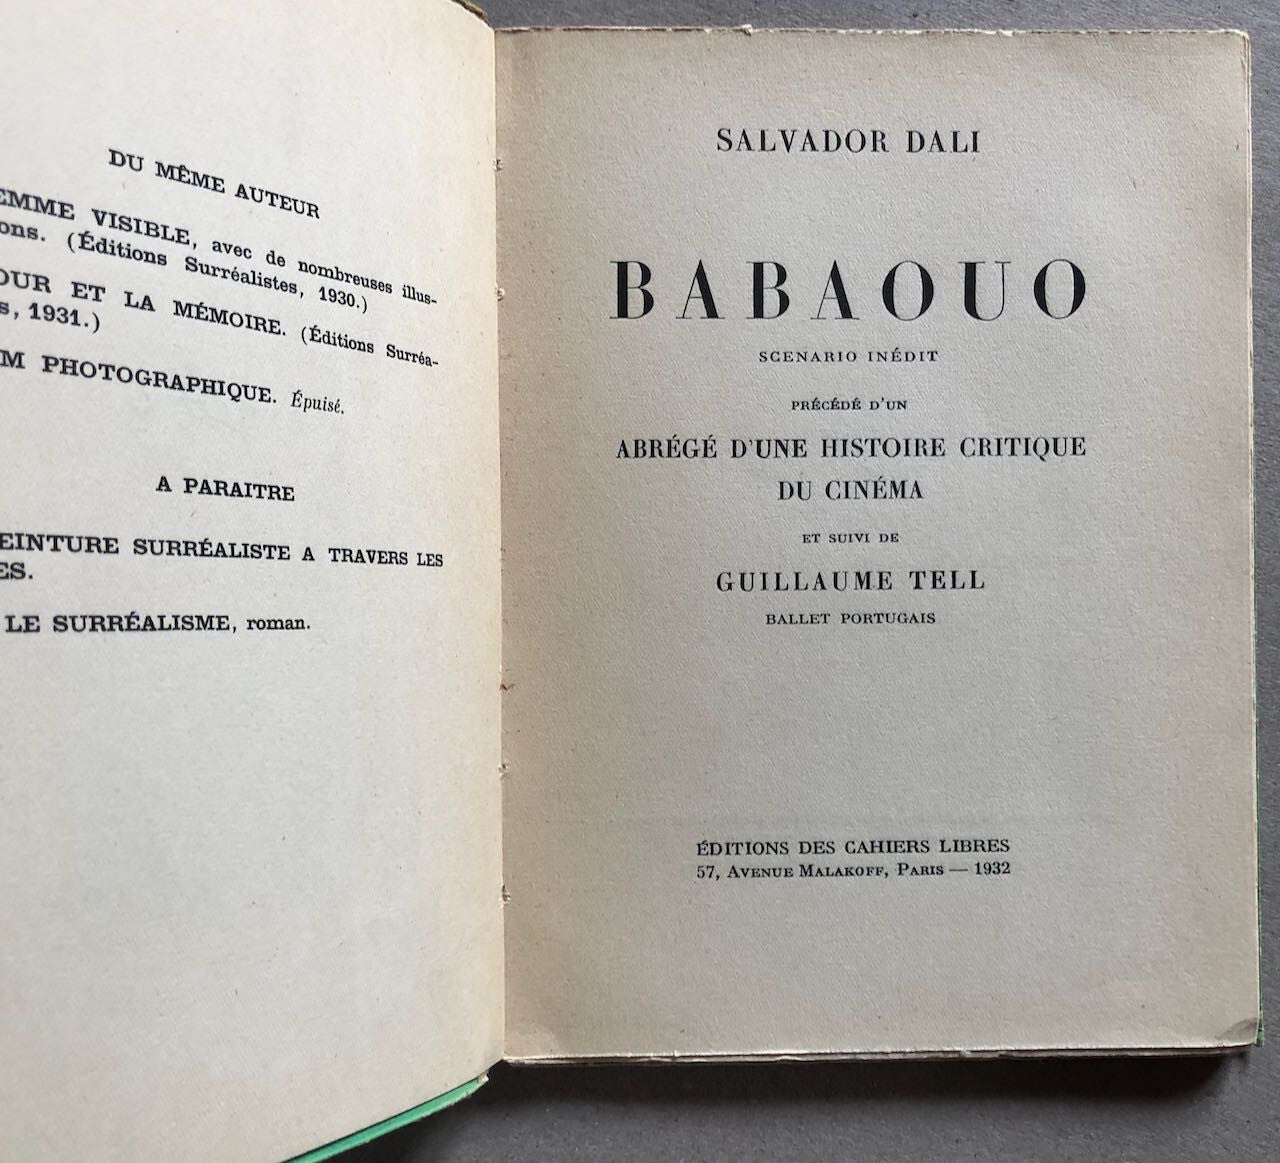 DU MÊME AUTEUR
EMME VISIBLE, avec de nombreuses illus-
ons. (Éditions Surréalistes, 1930.)
OUR ET LA MÉMOIRE. (Éditions Surréa-
s, 1931.)
M PHOTOGRAPHIQUE. Épuisé.
A PARAITRE
EINTURE SURRÉALISTE A TRAVERS LES
ES.
LE SURRÉALISME, roman.
SALVADOR DALI
BABAOUO
SCENARIO INÉDIT
PRÉCÉDÉ D'UN
ABRÉGÉ D'UNE HISTOIRE CRITIQUE
DU CINÉMA
ET SUIVI DE
GUILLAUME TELL
BALLET PORTUGAIS
ÉDITIONS DES CAHIERS LIBRES
57, AVENUE MALAKOFF, PARIS — 1932